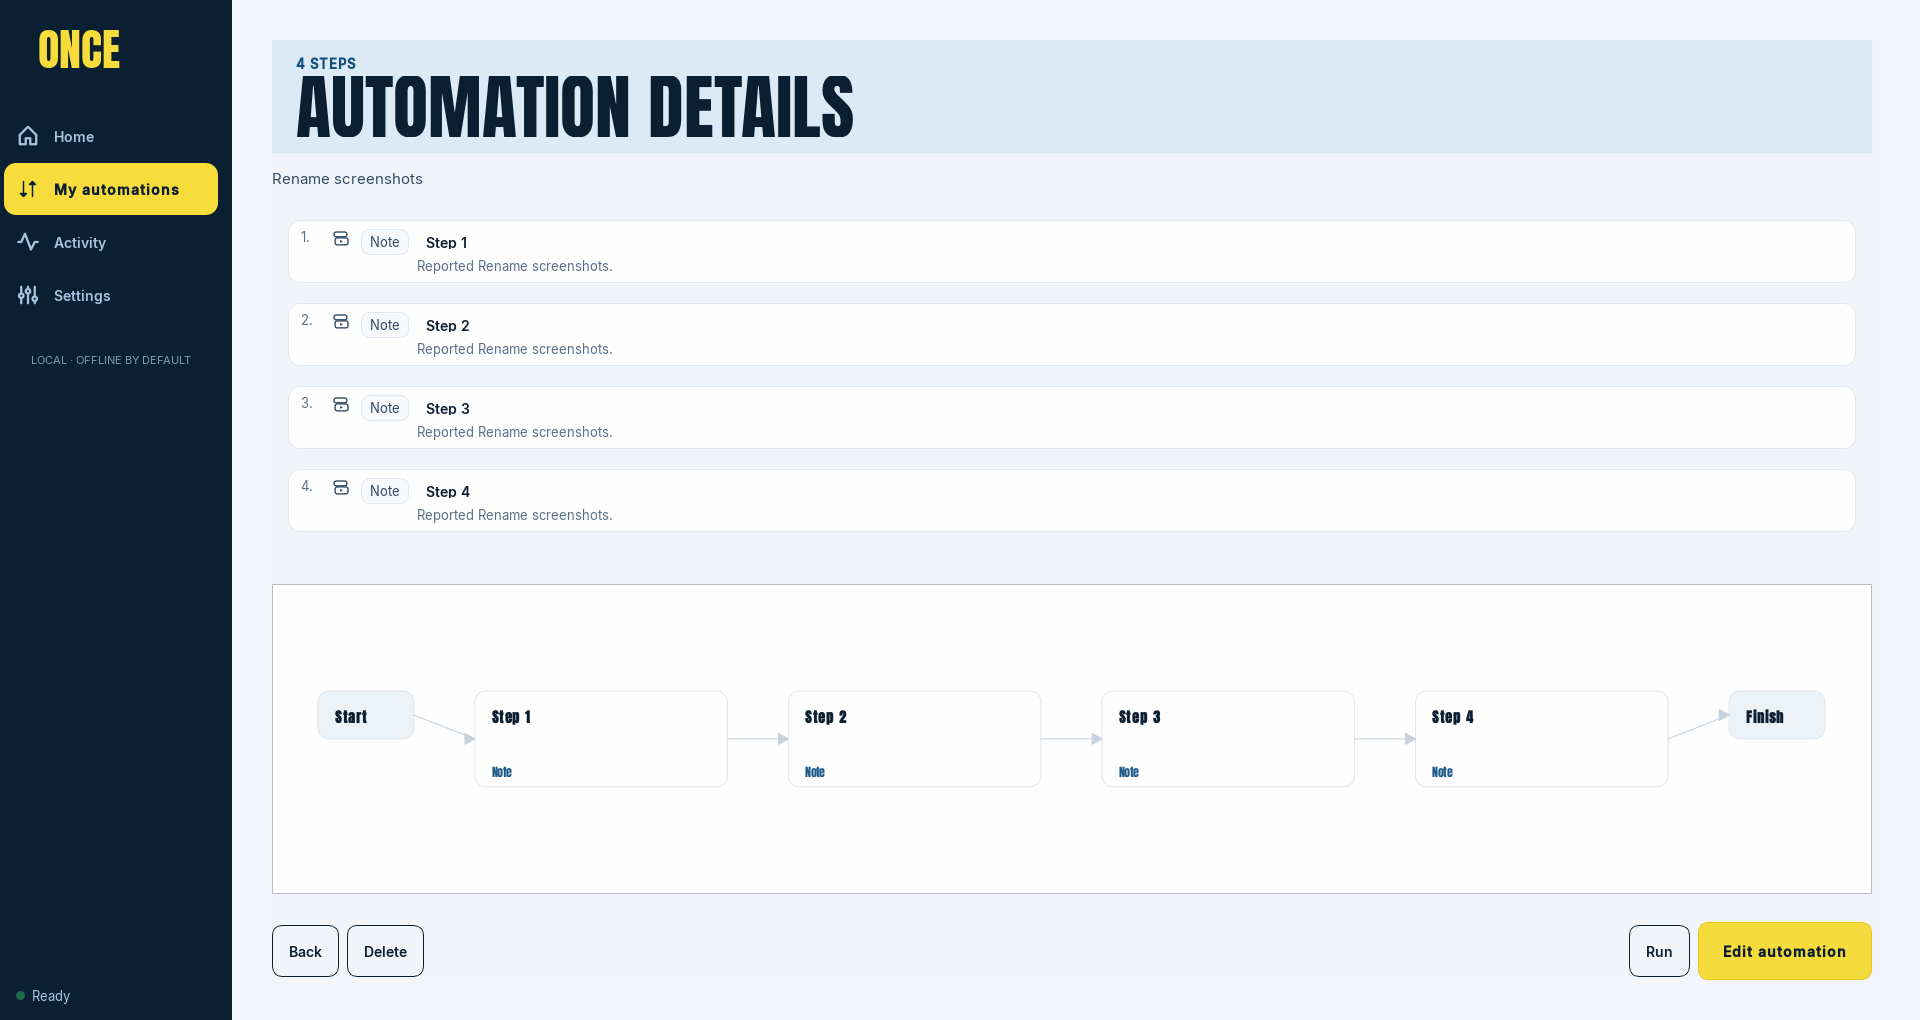 ONCE
Home
My automations
Activity
Settings
LOCAL · OFFLINE BY DEFAULT
Ready
4 STEPS
AUTOMATION DETAILS
Rename screenshots
1. Note Step 1
Reported Rename screenshots.
2. Note Step 2
Reported Rename screenshots.
3. Note Step 3
Reported Rename screenshots.
4. Note Step 4
Reported Rename screenshots.
Start Step 1 Step 2 Step 3 Step 4 Finish
Note Note Note Note
Back Delete Run Edit automation